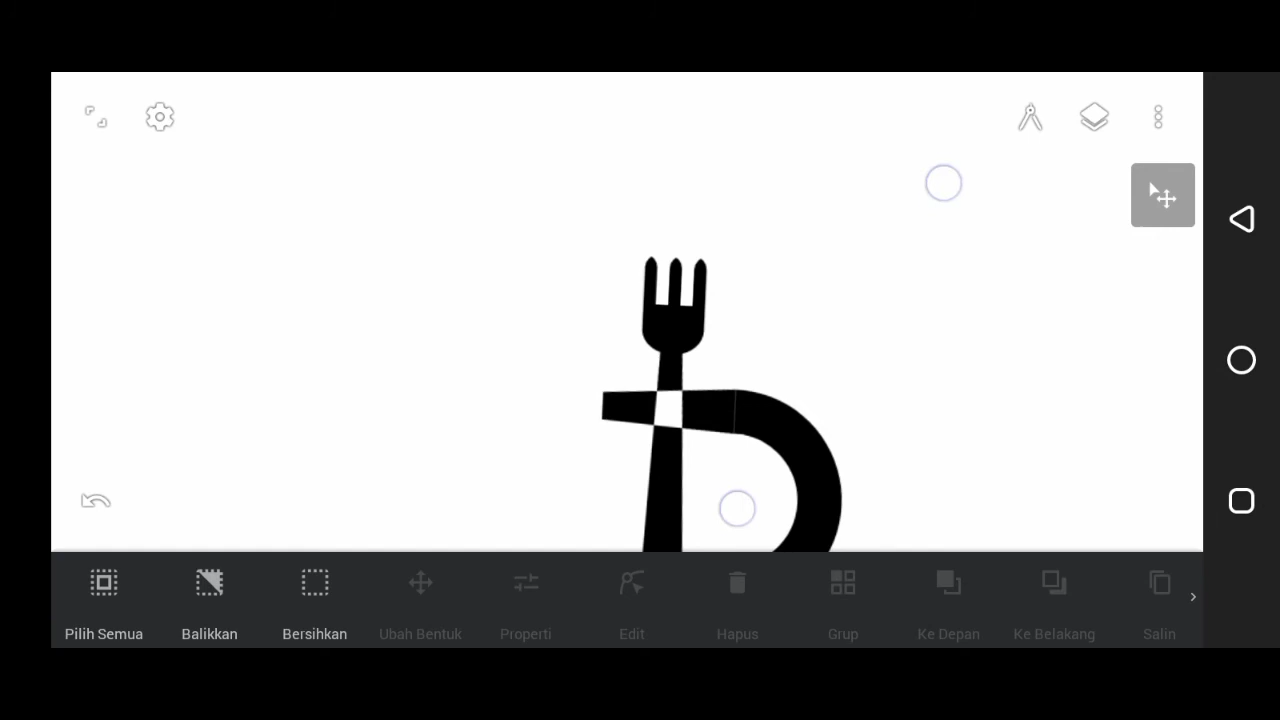 Pilih Semua
Balikkan
Bersihkan
Ubah Bentuk
Properti
Edit
Hapus
Grup
Ke Depan
Ke Belakang
Salin